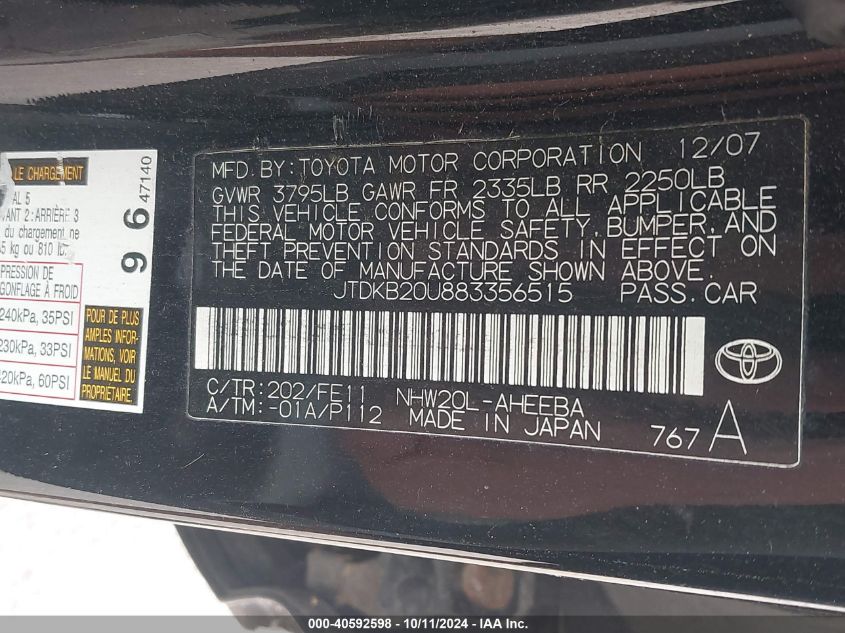 LE CHARGEMENT
AL 5
VANT 2: ARRIÈRE 3
du chargement ne
5 kg ou 810 lb.
96
47140
PRESSION DE
GONFLAGE À FROID
240kPa, 35PSI
230kPa, 33PSI
420kPa, 60PSI
POUR DE PLUS
AMPLES INFOR-
MATIONS, VOIR
LE MANUEL DU
PROPRIÉTAIRE.
MFD. BY: TOYOTA MOTOR CORPORATION 12/07
GVWR 3795LB GAWR FR 2335LB RR 2250LB
THIS VEHICLE CONFORMS TO ALL APPLICABLE
FEDERAL MOTOR VEHICLE SAFETY, BUMPER, AND
THEFT PREVENTION STANDARDS IN EFFECT ON
THE DATE OF MANUFACTURE SHOWN ABOVE.
JTDKB20U883356515 PASS. CAR
C/TR: 202/FE11 NHW20L-AHEEBA
A/TM: -01A/P112 MADE IN JAPAN 767 A
000-40592598 - 10/11/2024 - © 2024 IAA, Inc.